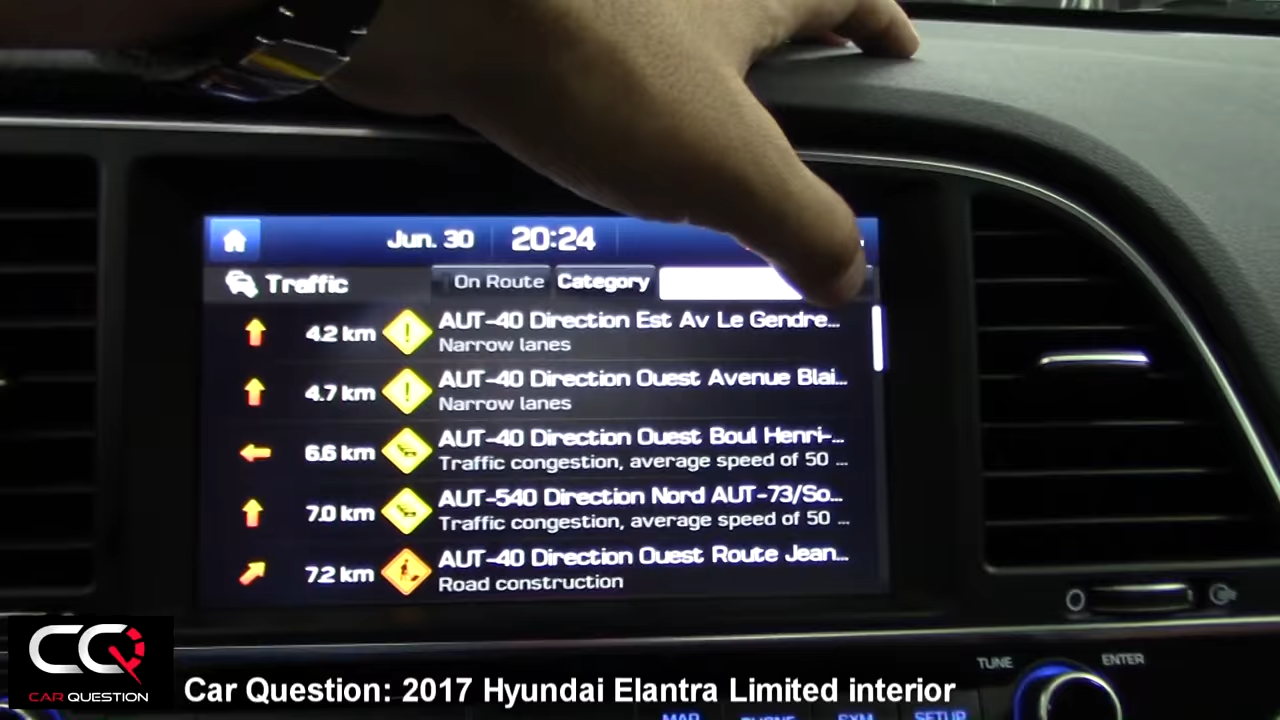 Jun. 30 20:24
Traffic On Route Category
4.2 km AUT-40 Direction Est Av Le Gendre...
Narrow lanes
4.7 km AUT-40 Direction Ouest Avenue Blai...
Narrow lanes
6.6 km AUT-40 Direction Ouest Boul Henri-...
Traffic congestion, average speed of 50 ...
7.0 km AUT-540 Direction Nord AUT-73/So...
Traffic congestion, average speed of 50 ...
7.2 km AUT-40 Direction Ouest Route Jean...
Road construction
TUNE ENTER
MAP PHONE SXM SETUP
CQ
CAR QUESTION
Car Question: 2017 Hyundai Elantra Limited interior